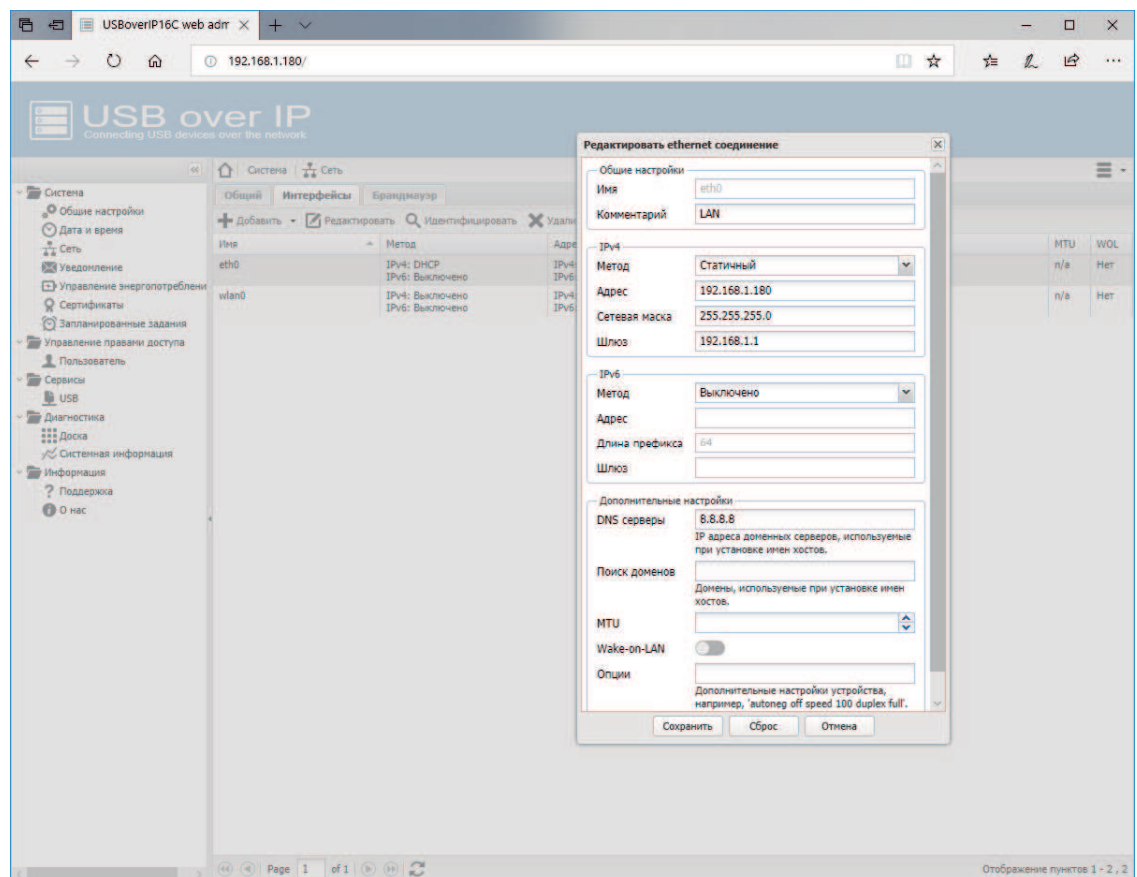 USBoverIP16C web adm
192.168.1.180/
USB over IP
Connecting USB devices over the network
Система
Общие настройки
Дата и время
Сеть
Уведомление
Управление энергопотреблени
Сертификаты
Запланированные задания
Управление правами доступа
Пользователь
Сервисы
USB
Диагностика
Доска
Системная информация
Информация
Поддержка
О нас
Система Сеть
Общий Интерфейсы Брандмауэр
Добавить Редактировать Идентифицировать Удали
Имя Метод Адре MTU WOL
eth0 IPv4: DHCP IPv4 n/a Нет
IPv6: Выключено IPv6
wlan0 IPv4: Выключено IPv4 n/a Нет
IPv6: Выключено IPv6
Редактировать ethernet соединение
Общие настройки
Имя eth0
Комментарий LAN
IPv4
Метод Статичный
Адрес 192.168.1.180
Сетевая маска 255.255.255.0
Шлюз 192.168.1.1
IPv6
Метод Выключено
Адрес
Длина префикса 64
Шлюз
Дополнительные настройки
DNS серверы 8.8.8.8
IP адреса доменных серверов, используемые
при установке имен хостов.
Поиск доменов
Домены, используемые при установке имен
хостов.
MTU
Wake-on-LAN
Опции
Дополнительные настройки устройства,
например, 'autoneg off speed 100 duplex full'.
Сохранить Сброс Отмена
Page 1 of 1
Отображение пунктов 1 - 2 , 2